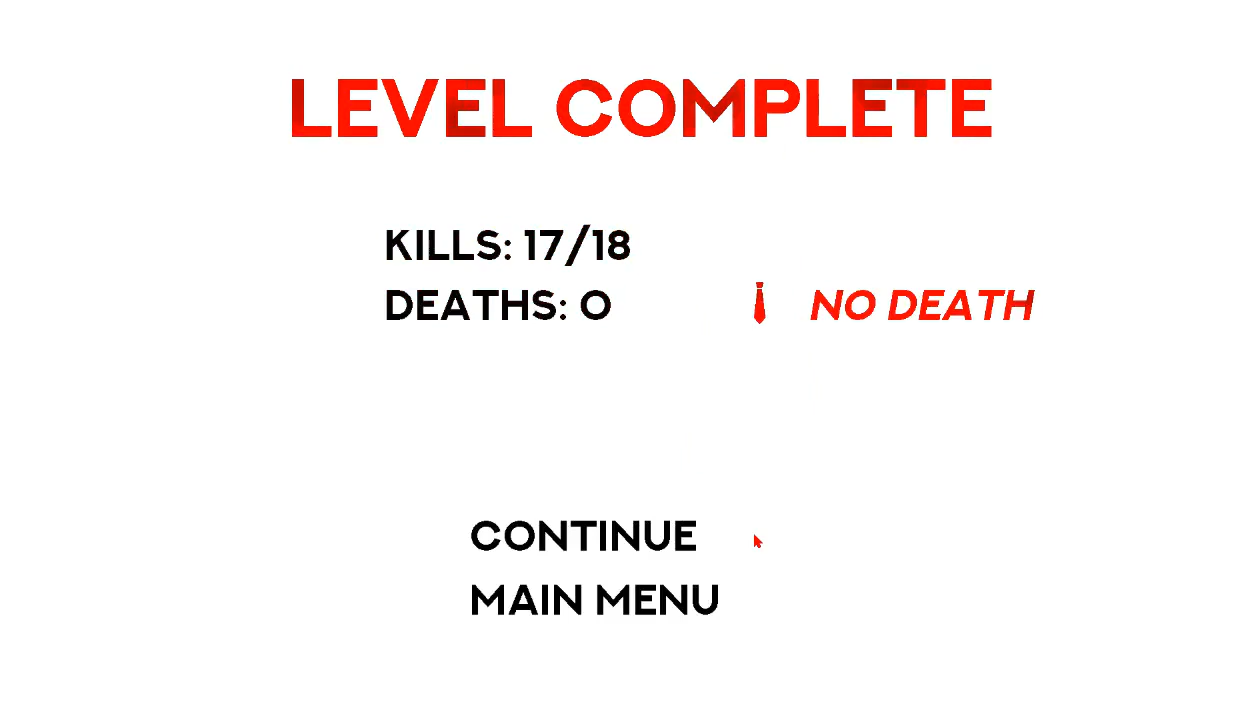 LEVEL COMPLETE
KILLS: 17/18
DEATHS: 0 NO DEATH
CONTINUE
MAIN MENU